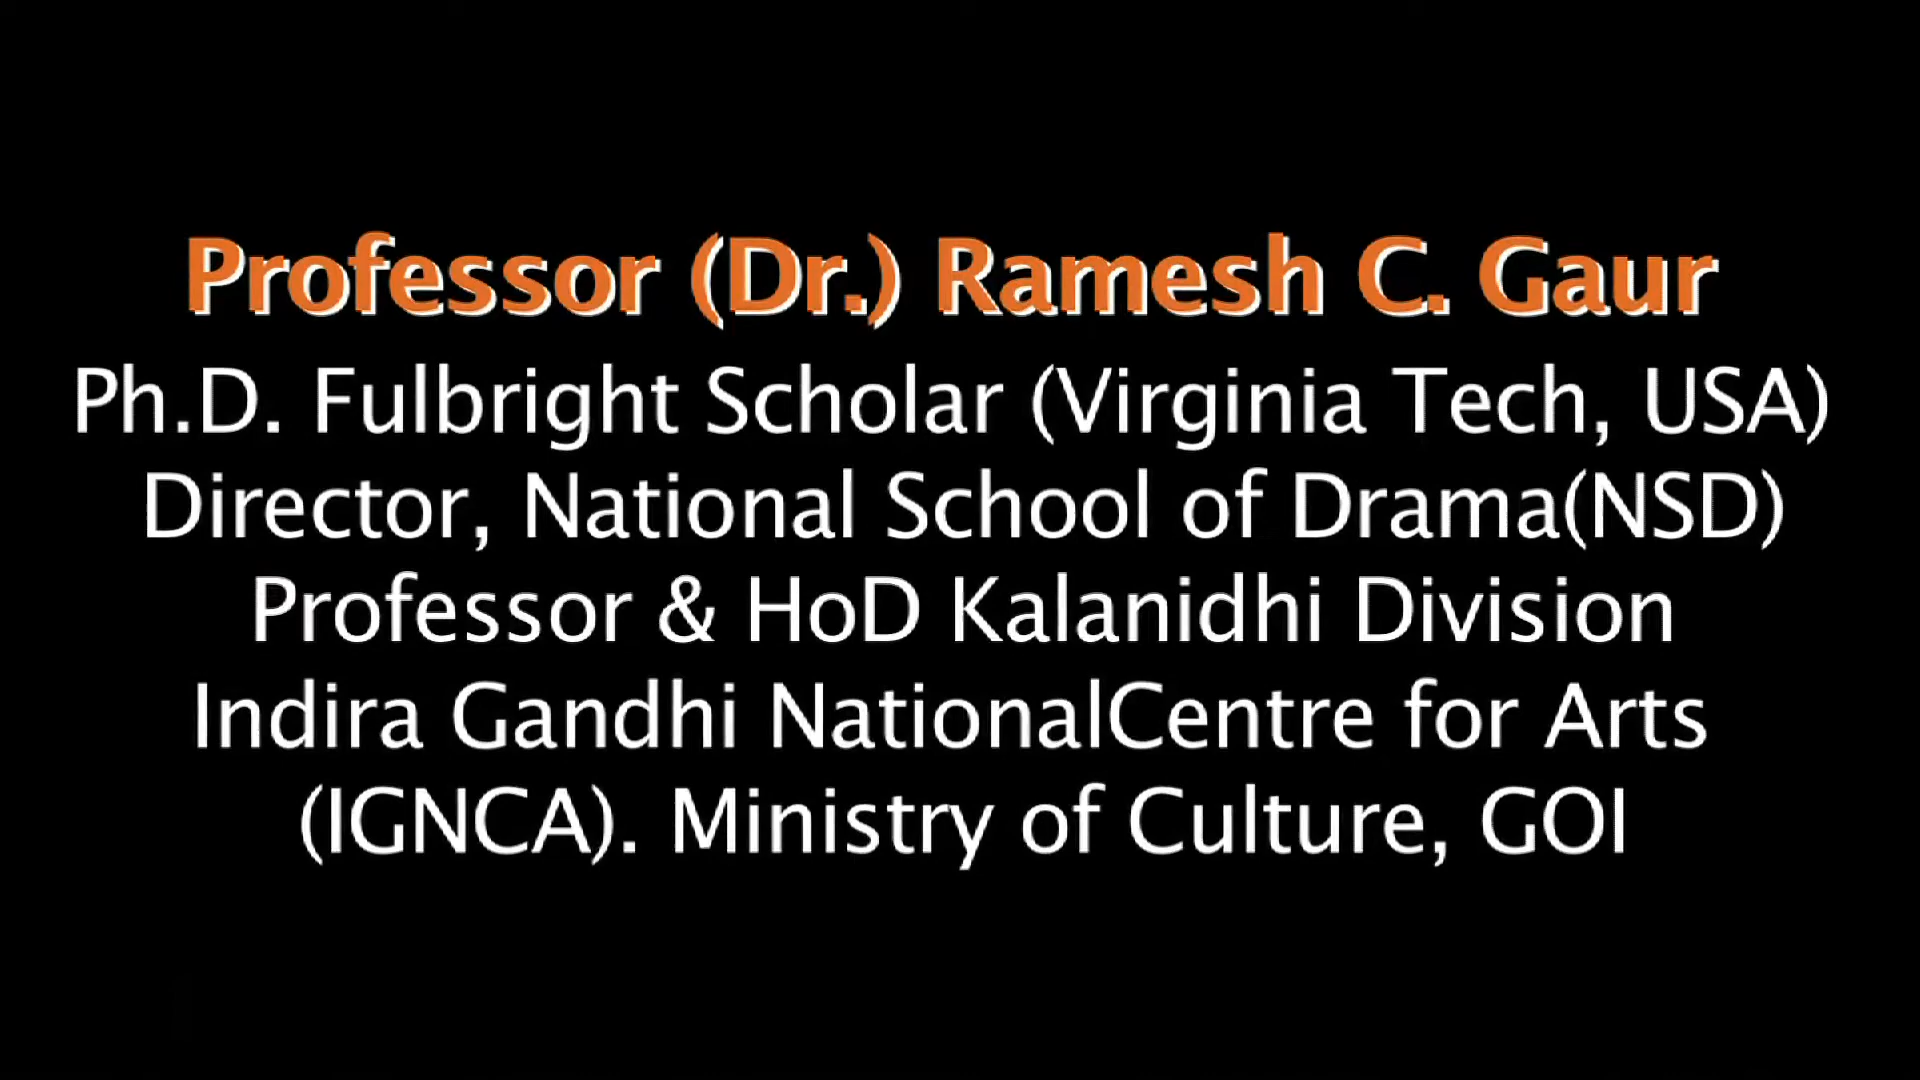 Professor (Dr.) Ramesh C. Gaur
Ph.D. Fulbright Scholar (Virginia Tech, USA)
Director, National School of Drama(NSD)
Professor & HoD Kalanidhi Division
Indira Gandhi NationalCentre for Arts
(IGNCA). Ministry of Culture, GOI